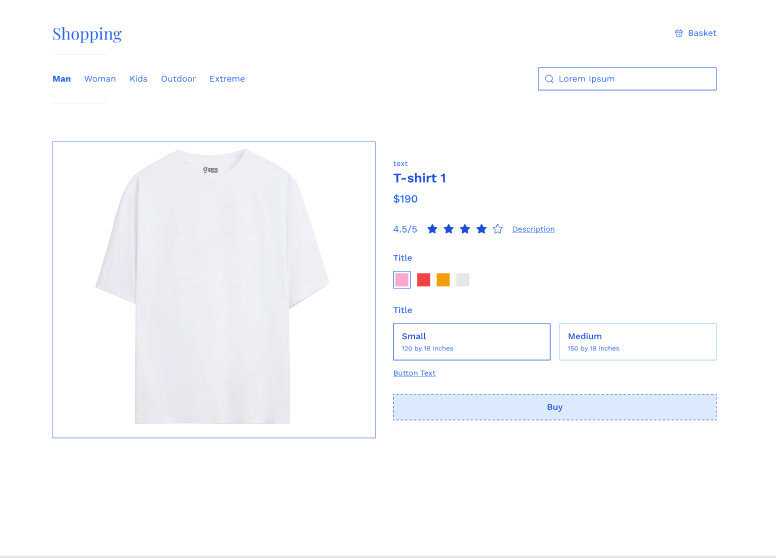 Shopping
Basket
Man Woman Kids Outdoor Extreme
Lorem Ipsum
text
T-shirt 1
$190
4.5/5 Description
Title
Title
Small
120 by 18 inches
Medium
150 by 18 inches
Button Text
Buy